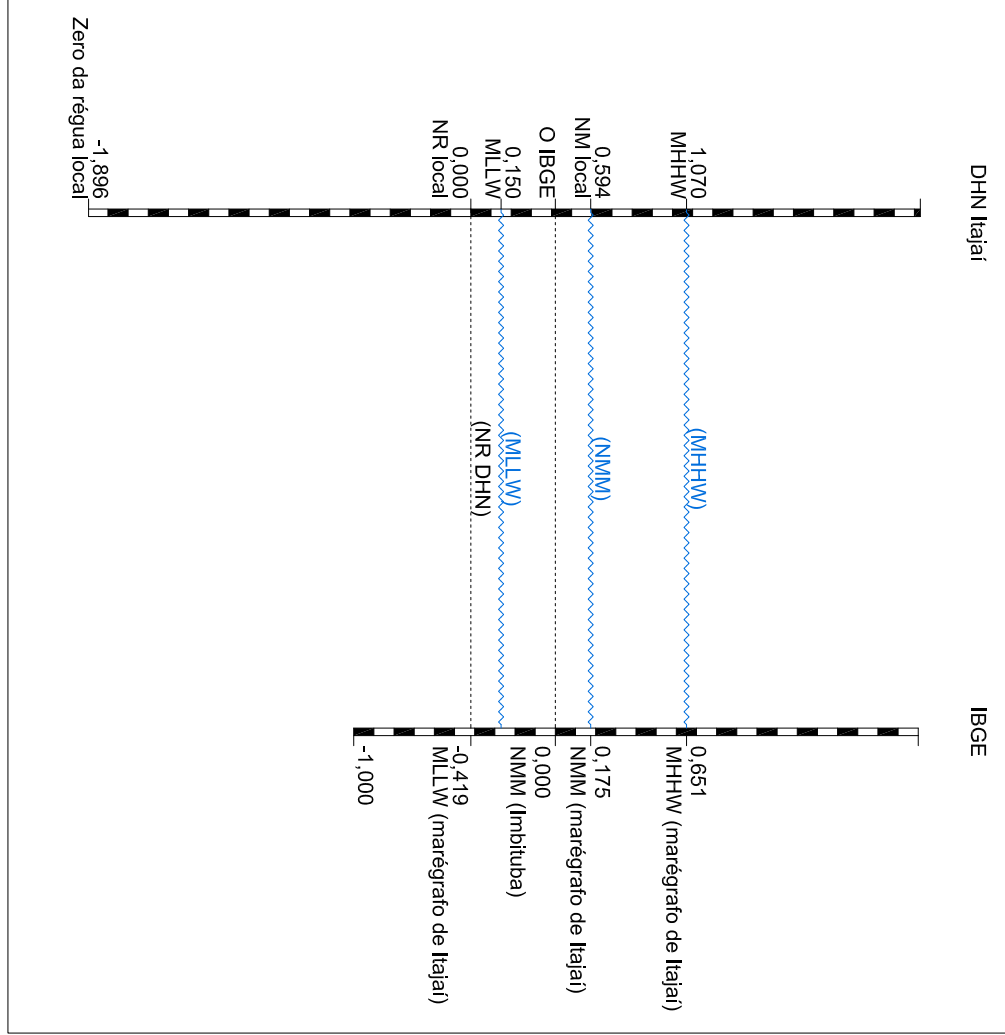 DHN Itajaí
1,070
MHHW
0,594
NM local
O IBGE
0,150
MLLW
0,000
NR local
-1,896
Zero da régua local
(MHHW)
(NMM)
(MLLW)
(NR DHN)
IBGE
0,651
MHHW (marégrafo de Itajaí)
0,175
NMM (marégrafo de Itajaí)
0,000
NMM (Imbituba)
-0,419
MLLW (marégrafo de Itajaí)
-1,000